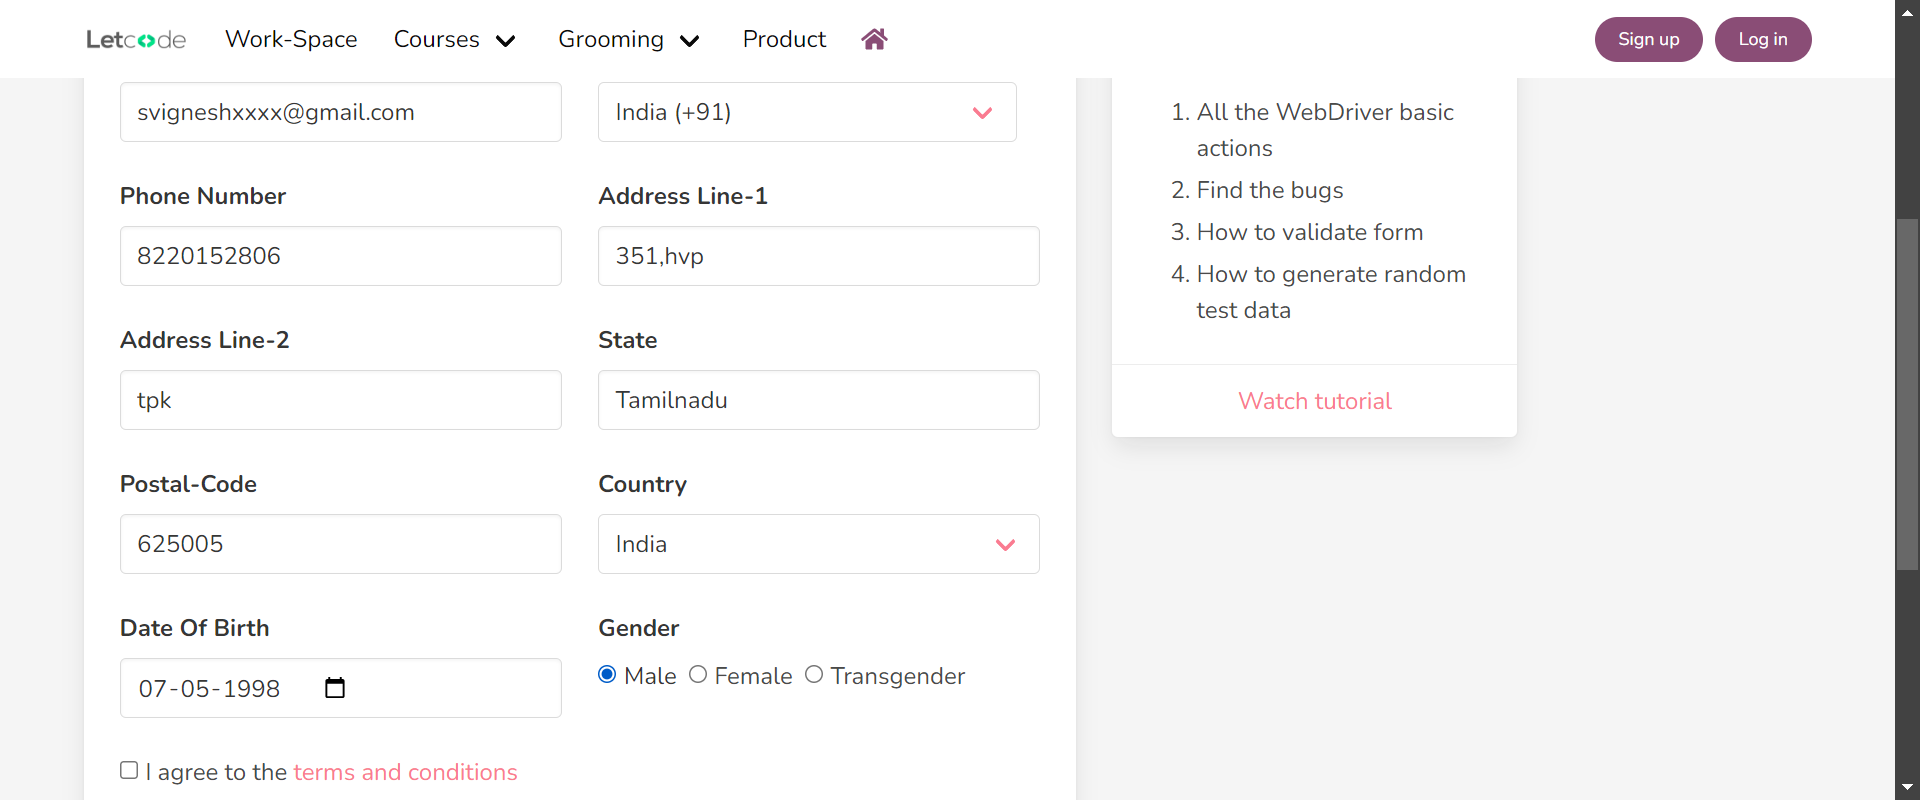 Letcode Work-Space Courses Grooming Product Sign up Log in
svigneshxxxx@gmail.com India (+91)
Phone Number Address Line-1
8220152806 351,hvp
Address Line-2 State
tpk Tamilnadu
Postal-Code Country
625005 India
Date Of Birth Gender
07-05-1998 Male Female Transgender
I agree to the terms and conditions
1. All the WebDriver basic
actions
2. Find the bugs
3. How to validate form
4. How to generate random
test data
Watch tutorial